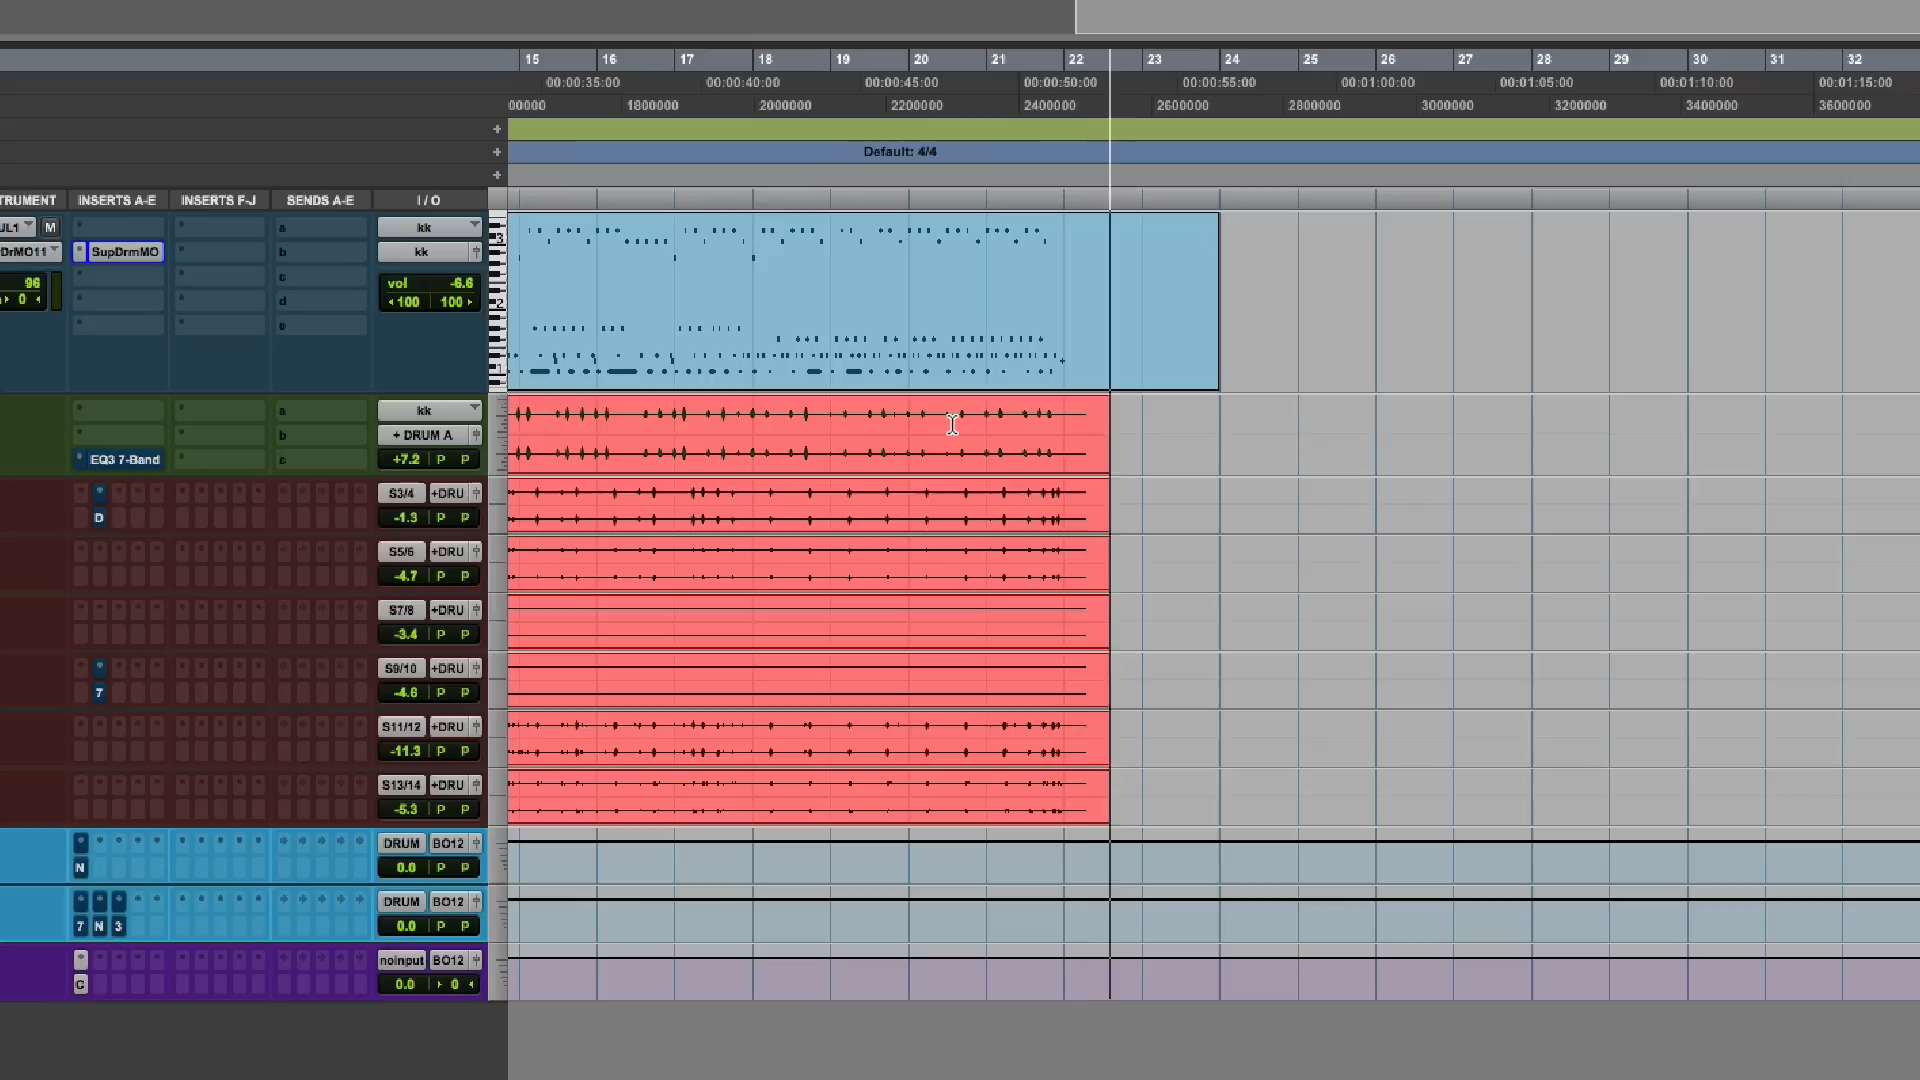 15 16 17 18 19 20 21 22 23 24 25 26 27 28 29 30 31 32
00:00:35:00 00:00:40:00 00:00:45:00 00:00:50:00 00:00:55:00 00:01:00:00 00:01:05:00 00:01:10:00 00:01:15:00
00000 1800000 2000000 2200000 2400000 2600000 2800000 3000000 3200000 3400000 3600000
+
+ Default: 4/4
+
TRUMENT INSERTS A-E INSERTS F-J SENDS A-E I / O
UL1 M a kk
DrMO11 SupDrmMO b kk
c
96 vol -6.6
0 d 100 100
e
3
2
1
a kk
b + DRUM A
EQ3 7-Band c +7.2 P P
S3/4 +DRU
D -1.3 P P
S5/6 +DRU
-4.7 P P
S7/8 +DRU
-3.4 P P
S9/10 +DRU
7 -4.6 P P
S11/12 +DRU
-11.3 P P
S13/14 +DRU
-5.3 P P
DRUM BO12
N 0.0 P P
DRUM BO12
7 N 3 0.0 P P
noinput BO12
C 0.0 0